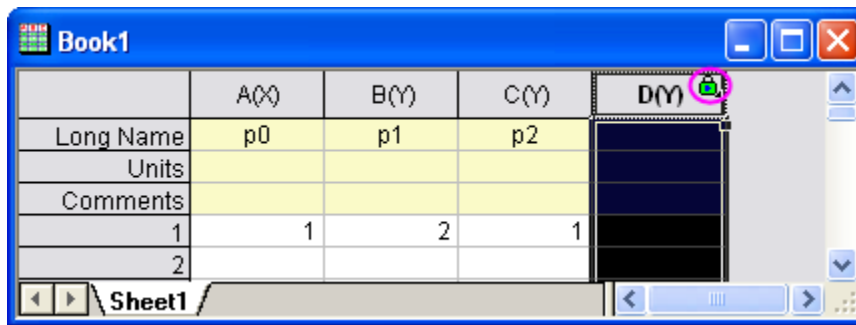 Book1
A(X) B(Y) C(Y) D(Y)
Long Name p0 p1 p2
Units
Comments
1 1 2 1
2
Sheet1